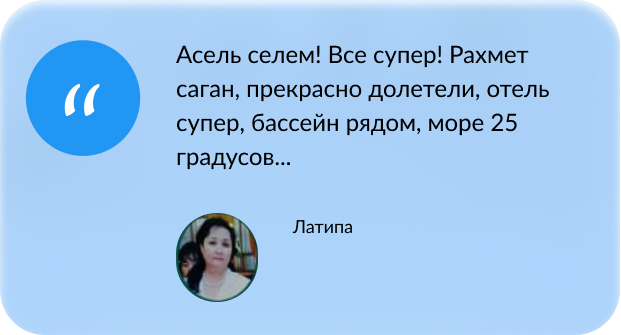 “
Асель селем! Все супер! Рахмет
саган, прекрасно долетели, отель
супер, бассейн рядом, море 25
градусов...
Латипа